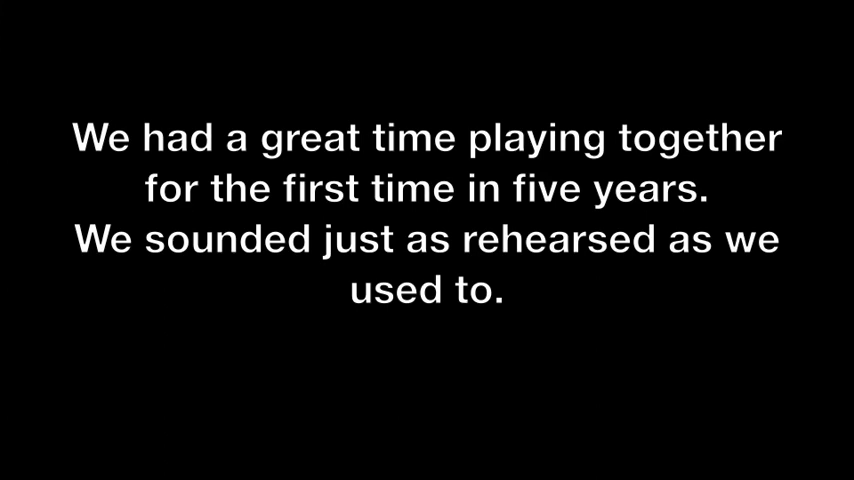 We had a great time playing together
for the first time in five years.
We sounded just as rehearsed as we
used to.